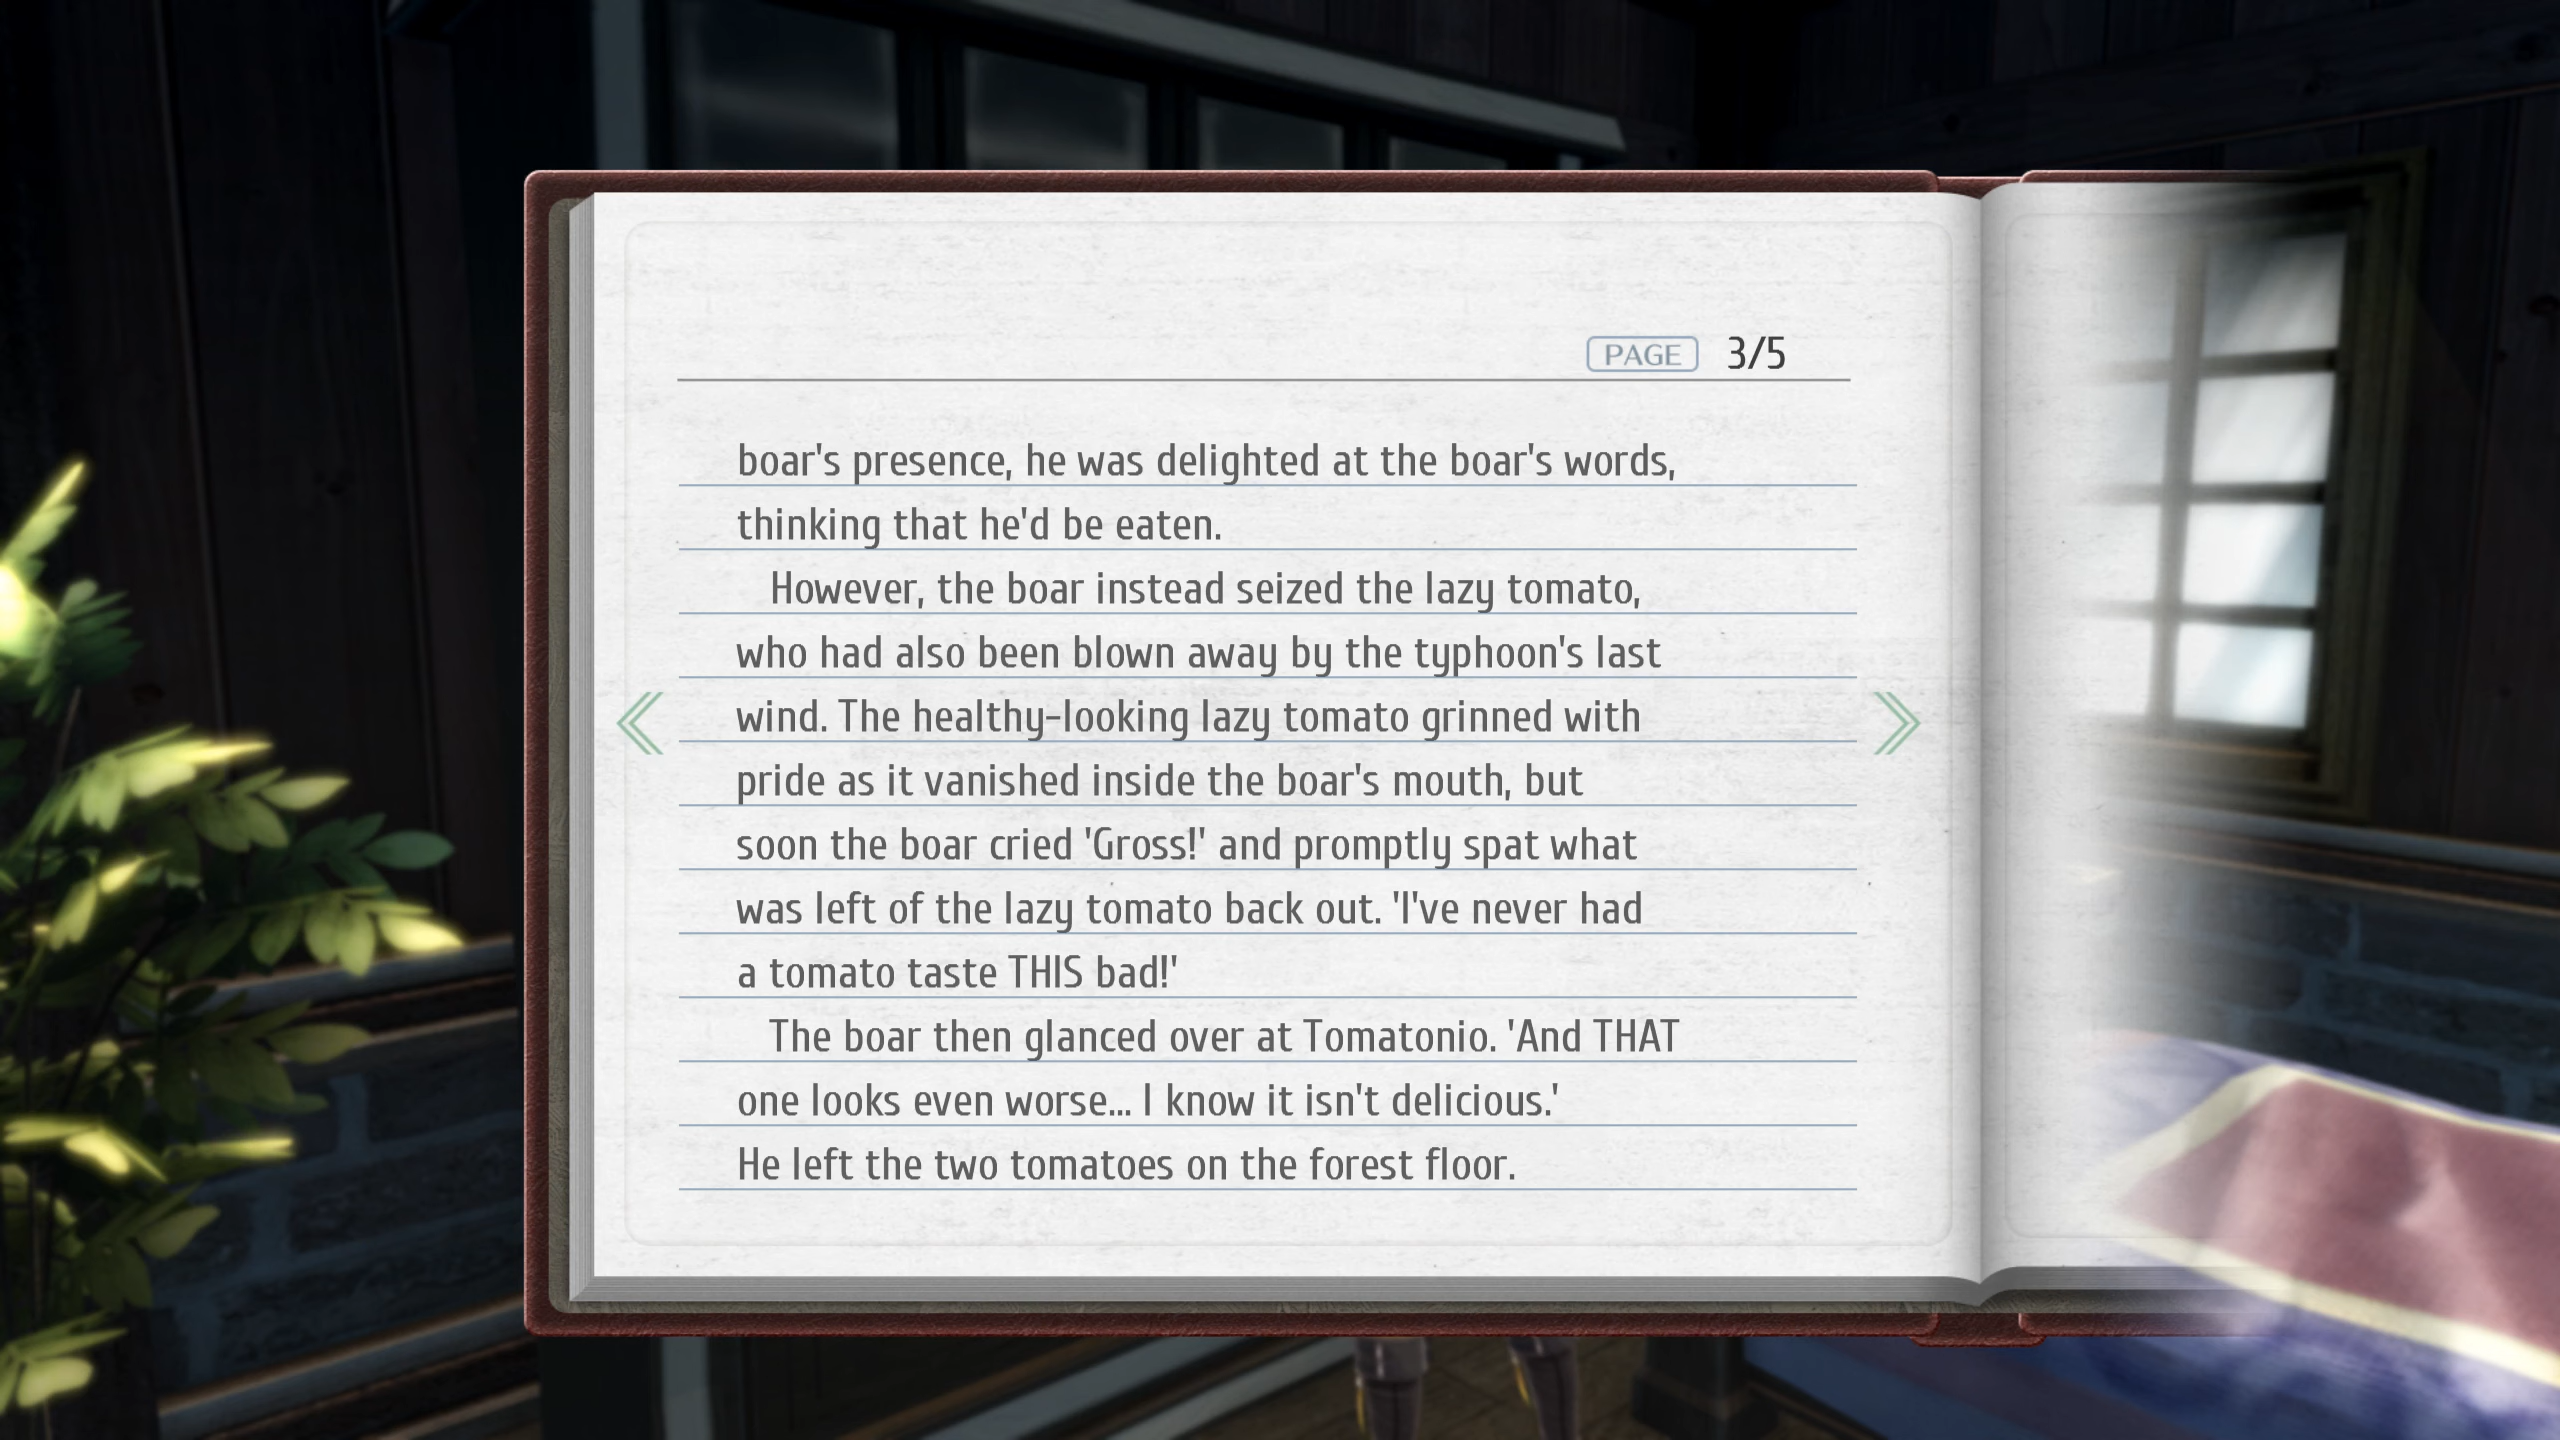 PAGE 3/5
boar's presence, he was delighted at the boar's words,
thinking that he'd be eaten.
However, the boar instead seized the lazy tomato,
who had also been blown away by the typhoon's last
wind. The healthy-looking lazy tomato grinned with
pride as it vanished inside the boar's mouth, but
soon the boar cried 'Gross!' and promptly spat what
was left of the lazy tomato back out. 'I've never had
a tomato taste THIS bad!'
The boar then glanced over at Tomatonio. 'And THAT
one looks even worse... I know it isn't delicious.'
He left the two tomatoes on the forest floor.